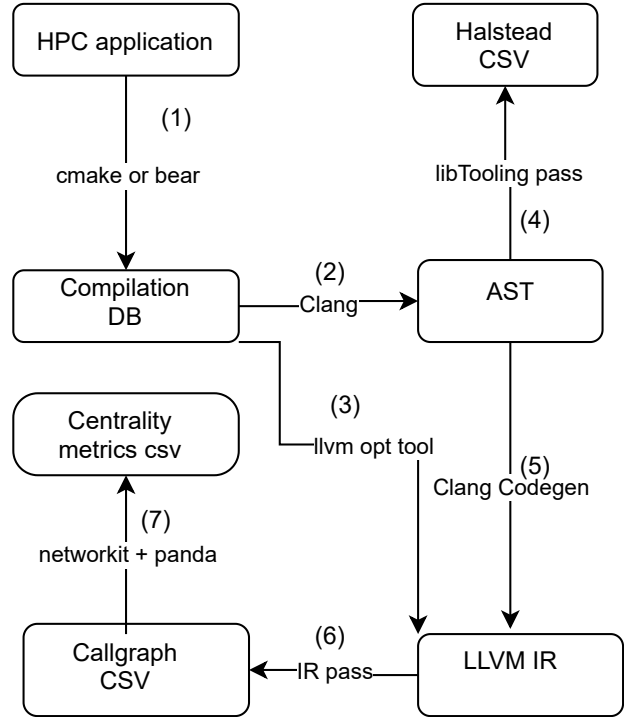 HPC application
Halstead
CSV
(1)
cmake or bear
libTooling pass
(4)
Compilation
DB
(2)
Clang
AST
(3)
llvm opt tool
Centrality
metrics csv
(5)
Clang Codegen
(7)
networkit + panda
Callgraph
CSV
(6)
IR pass
LLVM IR